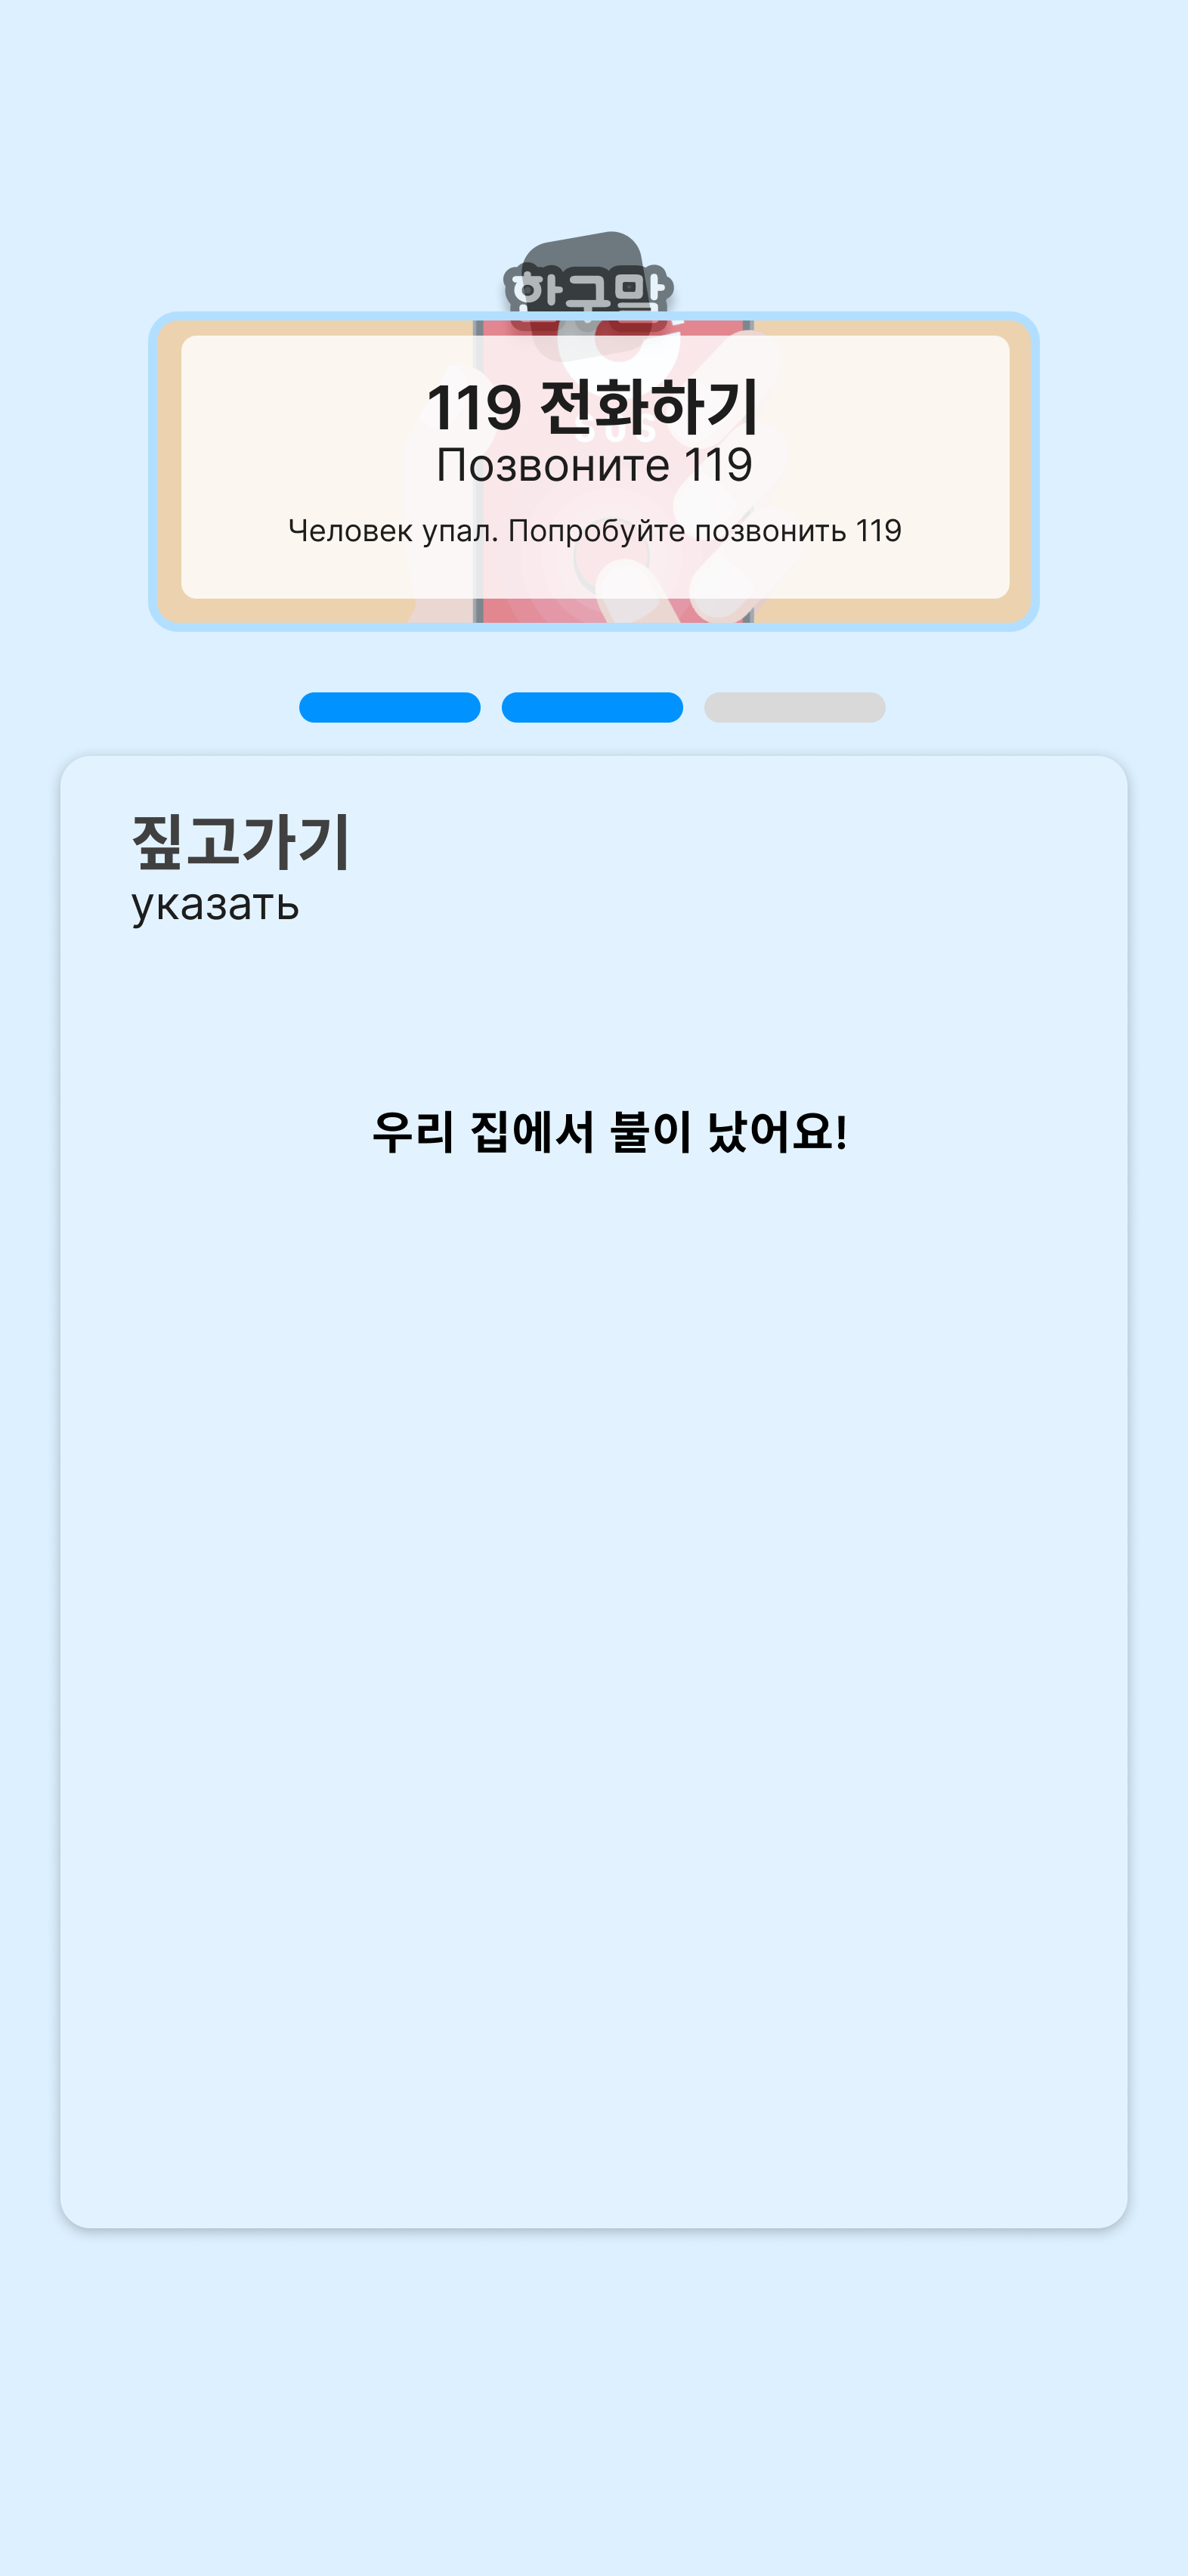 한국말
119 전화하기
Позвоните 119
Человек упал. Попробуйте позвонить 119
짚고가기
указать
우리 집에서 불이 났어요!